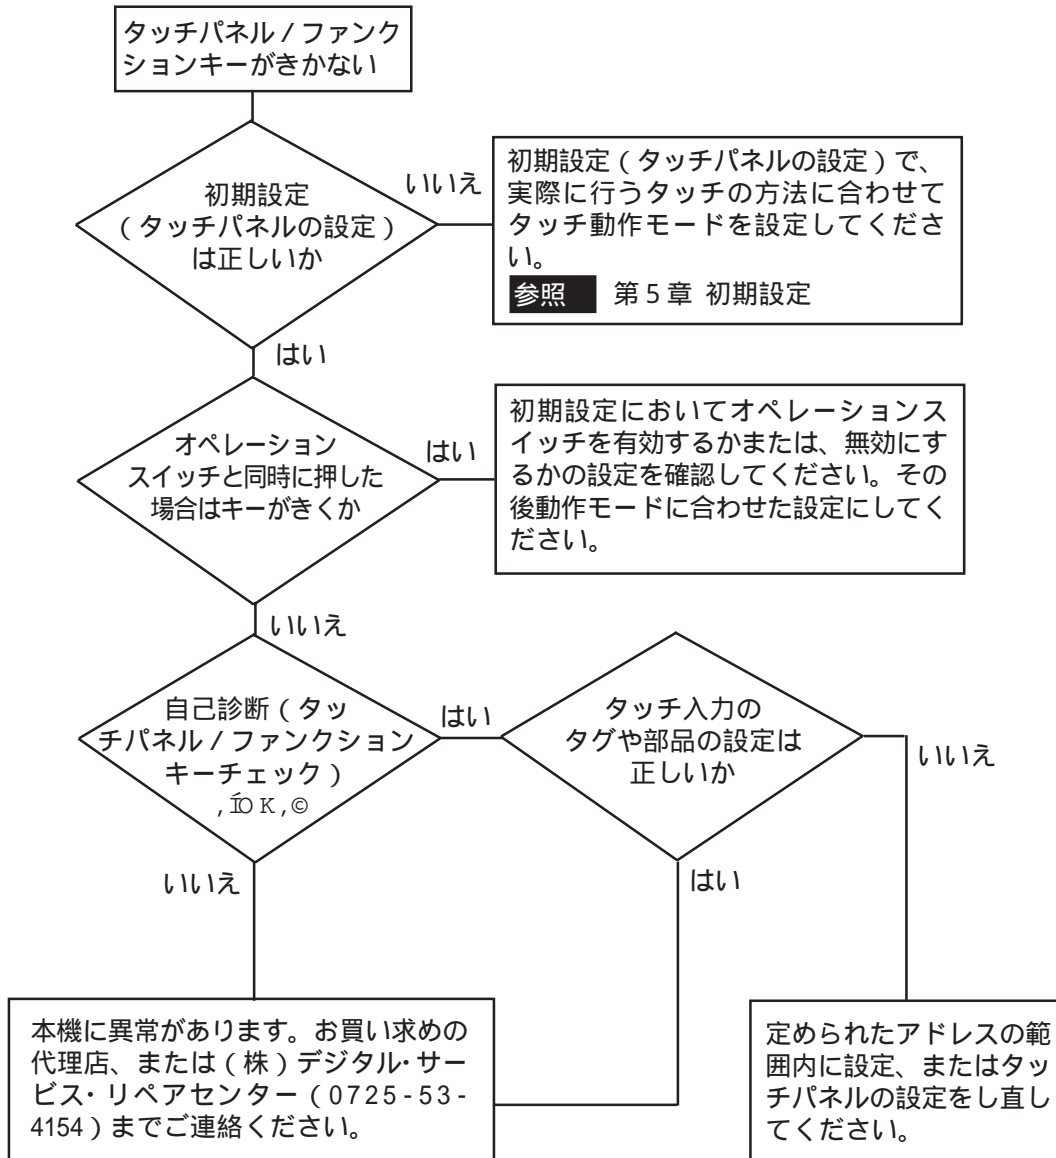 タッチパネル / ファンク
ションキーがきかない
初期設定
( タッチパネルの設定 )
は正しいか
いいえ
初期設定 ( タッチパネルの設定 ) で、
実際に行うタッチの方法に合わせて
タッチ動作モードを設定してくださ
い。
参照 第 5 章 初期設定
はい
オペレーション
スイッチと同時に押した
場合はキーがきくか
はい
初期設定においてオペレーションス
イッチを有効するかまたは、無効にす
るかの設定を確認してください。その
後動作モードに合わせた設定にしてく
ださい。
いいえ
自己診断 ( タッ
チパネル / ファンクション
キーチェック )
‚ÍO K‚©
はい
タッチ入力の
タグや部品の設定は
正しいか
いいえ
いいえ
はい
本機に異常があります。お買い求めの
代理店、または ( 株 ) デジタル・サー
ビス・リペアセンター ( 0725-53-
4154 ) までご連絡ください。
定められたアドレスの範
囲内に設定、またはタッ
チパネルの設定をし直し
てください。